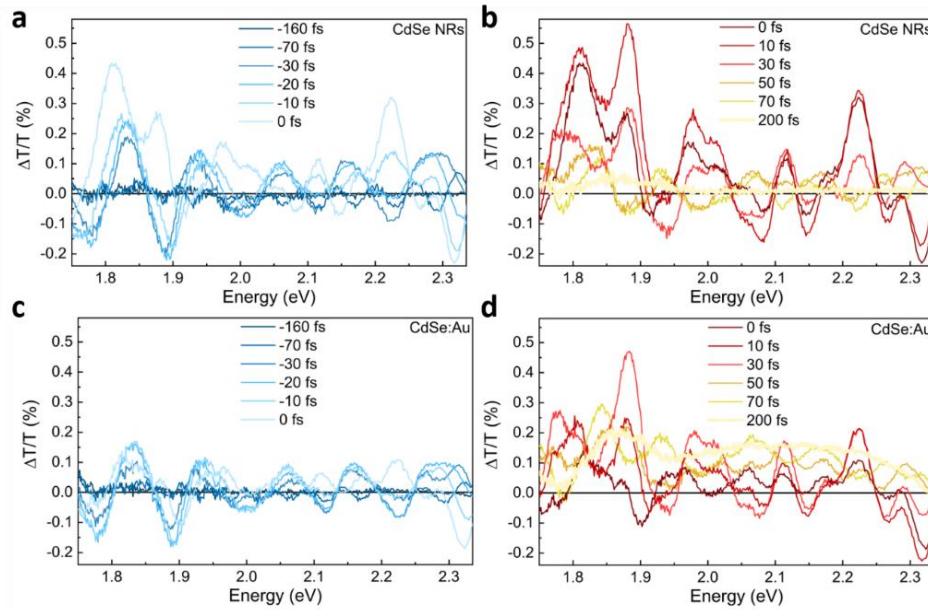 a
-160 fs
-70 fs
-30 fs
-20 fs
-10 fs
0 fs
CdSe NRs
ΔT/T (%)
0.5
0.4
0.3
0.2
0.1
0.0
-0.1
-0.2
1.8 1.9 2.0 2.1 2.2 2.3
Energy (eV)
b
0 fs
10 fs
30 fs
50 fs
70 fs
200 fs
CdSe NRs
ΔT/T (%)
0.5
0.4
0.3
0.2
0.1
0.0
-0.1
-0.2
1.8 1.9 2.0 2.1 2.2 2.3
Energy (eV)
c
-160 fs
-70 fs
-30 fs
-20 fs
-10 fs
0 fs
CdSe:Au
ΔT/T (%)
0.5
0.4
0.3
0.2
0.1
0.0
-0.1
-0.2
1.8 1.9 2.0 2.1 2.2 2.3
Energy (eV)
d
0 fs
10 fs
30 fs
50 fs
70 fs
200 fs
CdSe:Au
ΔT/T (%)
0.5
0.4
0.3
0.2
0.1
0.0
-0.1
-0.2
1.8 1.9 2.0 2.1 2.2 2.3
Energy (eV)